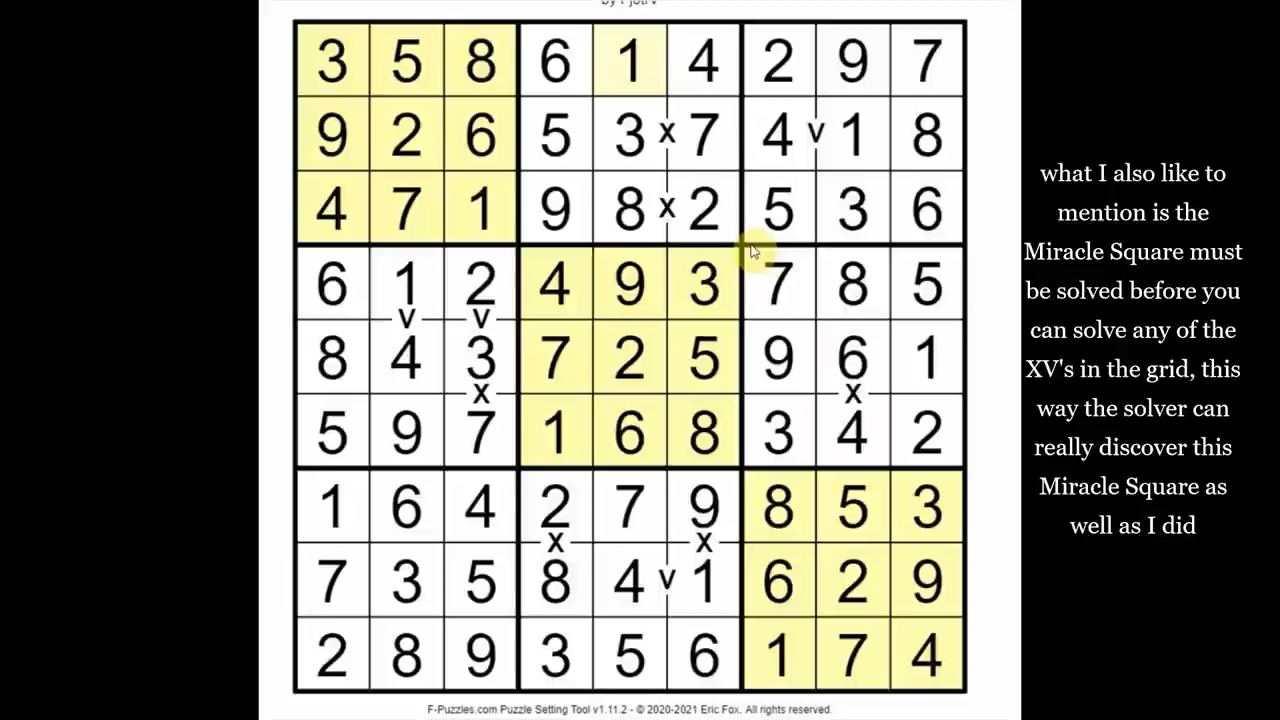 3 5 8 6 1 4 2 9 7
9 2 6 5 3 x 7 4 v 1 8
4 7 1 9 8 x 2 5 3 6
6 1 2 4 9 3 7 8 5
v v
8 4 3 7 2 5 9 6 1
x x
5 9 7 1 6 8 3 4 2
1 6 4 2 7 9 8 5 3
x x
7 3 5 8 4 v 1 6 2 9
2 8 9 3 5 6 1 7 4
F-Puzzles.com Puzzle Setting Tool v1.11.2 - © 2020-2021 Eric Fox. All rights reserved.
what I also like to
mention is the
Miracle Square must
be solved before you
can solve any of the
XV's in the grid, this
way the solver can
really discover this
Miracle Square as
well as I did